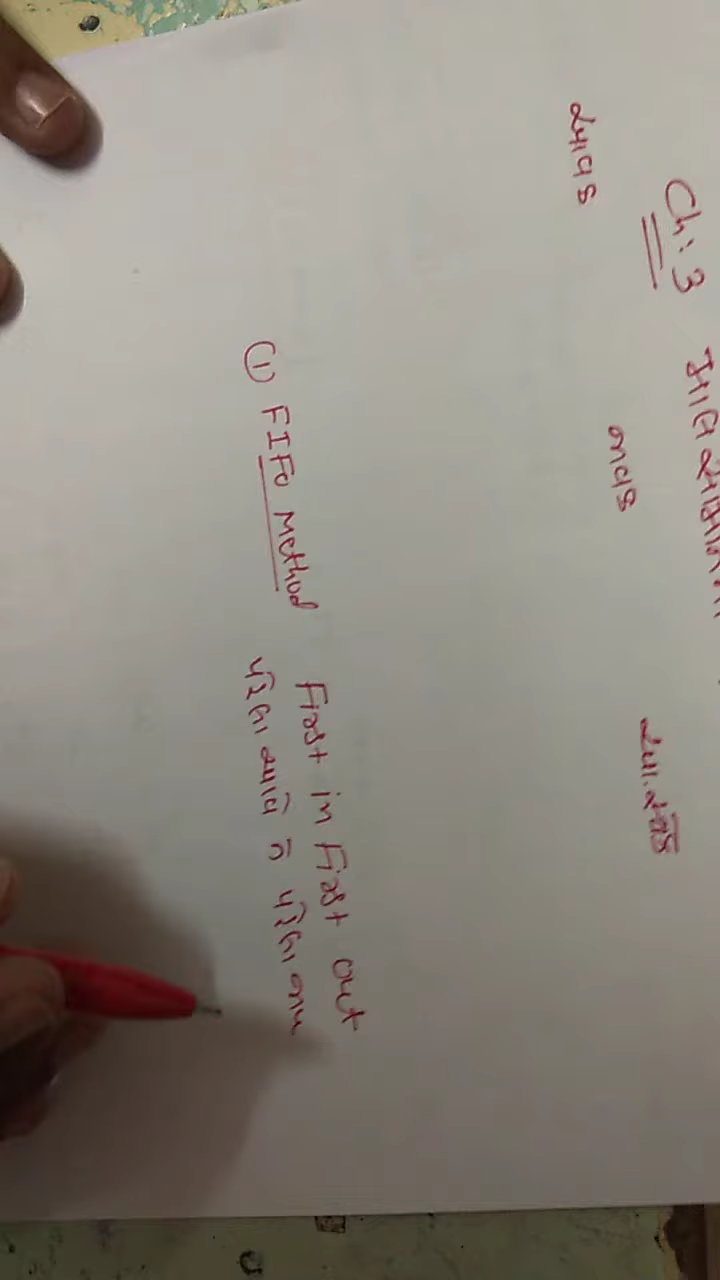 Ch: 3
આવક જાવક
① FIFO Method First in First out
પહેલા આવે તે પહેલા જાય